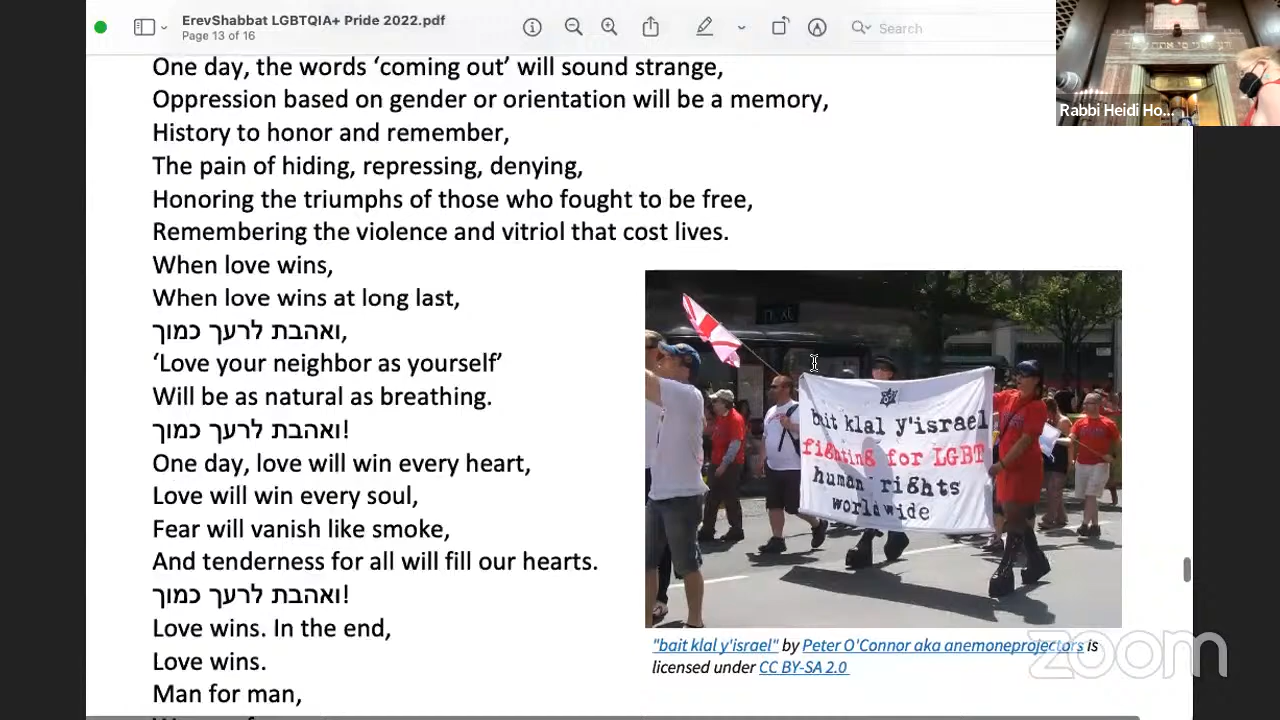 ErevShabbat LGBTQIA+ Pride 2022.pdf
Page 13 of 16
Search
Rabbi Heidi Ho...
One day, the words ‘coming out’ will sound strange,
Oppression based on gender or orientation will be a memory,
History to honor and remember,
The pain of hiding, repressing, denying,
Honoring the triumphs of those who fought to be free,
Remembering the violence and vitriol that cost lives.
When love wins,
When love wins at long last,
ואהבת לרעך כמוך,
‘Love your neighbor as yourself’
Will be as natural as breathing.
ואהבת לרעך כמוך!
One day, love will win every heart,
Love will win every soul,
Fear will vanish like smoke,
And tenderness for all will fill our hearts.
ואהבת לרעך כמוך!
Love wins. In the end,
Love wins.
Man for man,
bait klal y'israel
fighting for LGBT
human rights
worldwide
"bait klal y'israel" by Peter O'Connor aka anemoneprojectors is
licensed under CC BY-SA 2.0
zoom